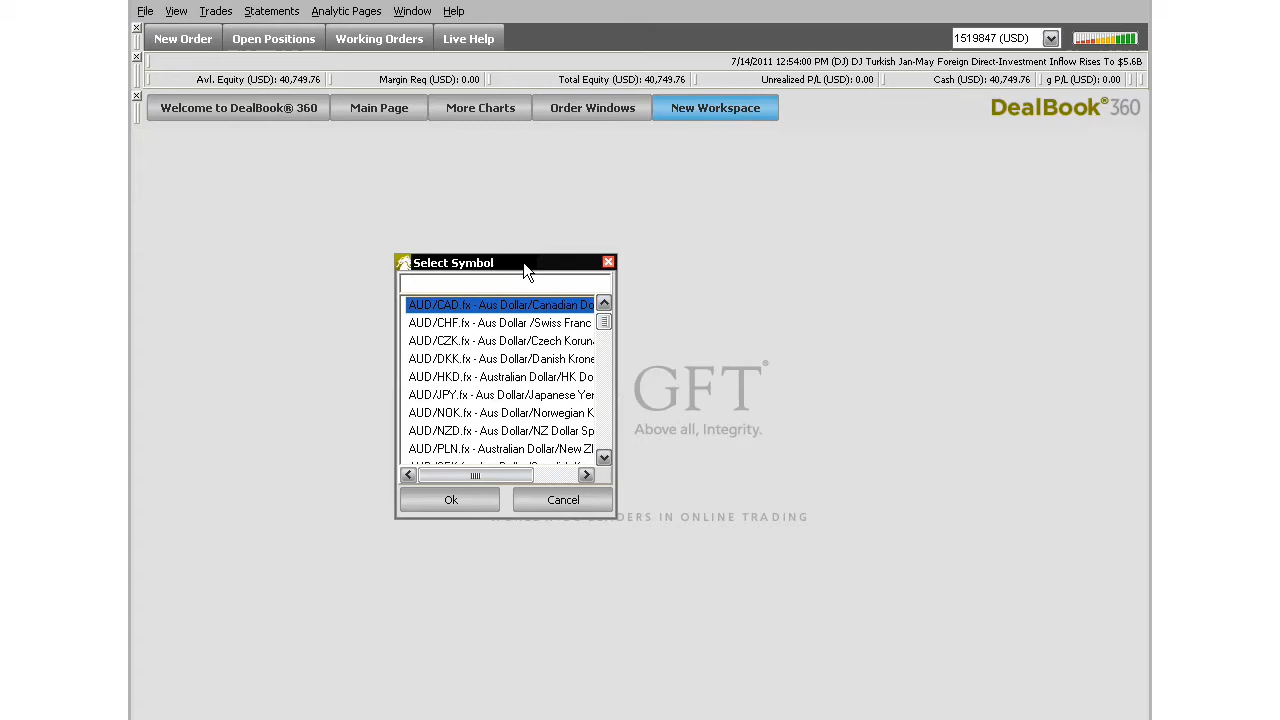 File View Trades Statements Analytic Pages Window Help
New Order Open Positions Working Orders Live Help 1519847 (USD)
7/14/2011 12:54:00 PM (DJ) DJ Turkish Jan-May Foreign Direct-Investment Inflow Rises To $5.6B
Avl. Equity (USD): 40,749.76 Margin Req (USD): 0.00 Total Equity (USD): 40,749.76 Unrealized P/L (USD): 0.00 Cash (USD): 40,749.76 g P/L (USD): 0.00
Welcome to DealBook® 360 Main Page More Charts Order Windows New Workspace DealBook® 360
Select Symbol
AUD/CAD.fx - Aus Dollar/Canadian Do
AUD/CHF.fx - Aus Dollar /Swiss Franc
AUD/CZK.fx - Aus Dollar/Czech Korun
AUD/DKK.fx - Aus Dollar/Danish Krone
AUD/HKD.fx - Australian Dollar/HK Do
AUD/JPY.fx - Aus Dollar/Japanese Yer
AUD/NOK.fx - Aus Dollar/Norwegian K
AUD/NZD.fx - Aus Dollar/NZ Dollar Sp
AUD/PLN.fx - Australian Dollar/New Zl
Ok Cancel
GFT®
Above all, Integrity.
IN ONLINE TRADING